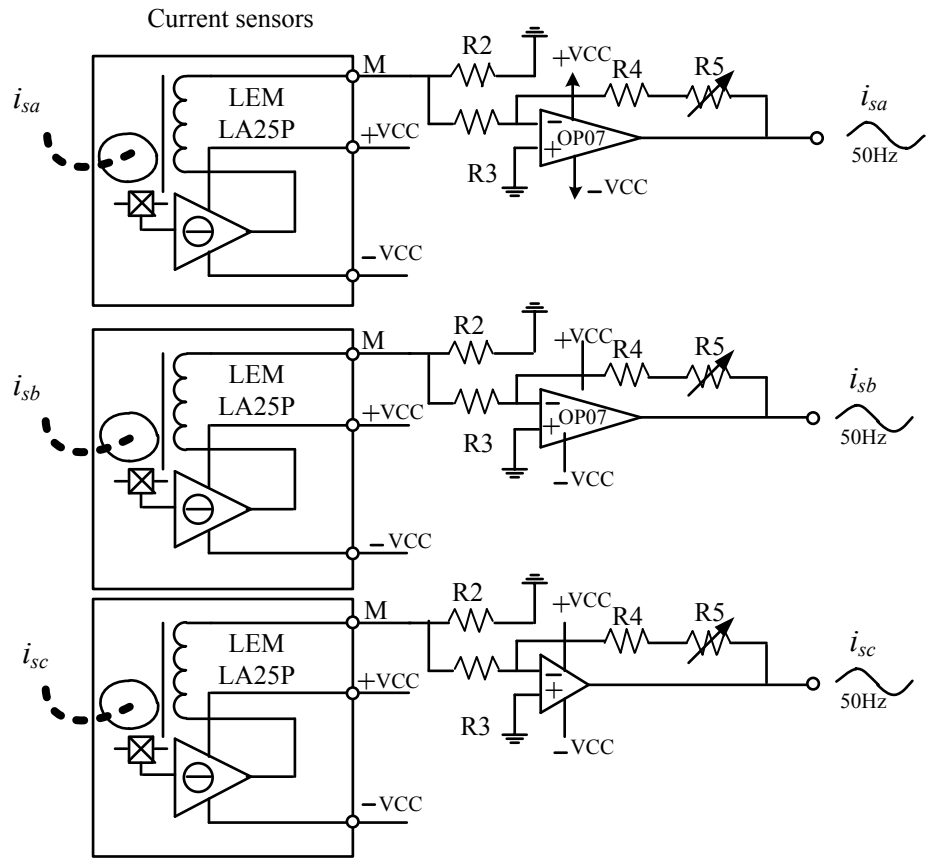 Current sensors
i_sa
LEM
LA25P
M
+VCC
−VCC
R2
R3
+VCC
R4
R5
−
+
OP07
−VCC
i_sa
50Hz
i_sb
LEM
LA25P
M
+VCC
−VCC
R2
R3
+VCC
R4
R5
−
+
OP07
−VCC
i_sb
50Hz
i_sc
LEM
LA25P
M
+VCC
−VCC
R2
R3
+VCC
R4
R5
−
+
−VCC
i_sc
50Hz